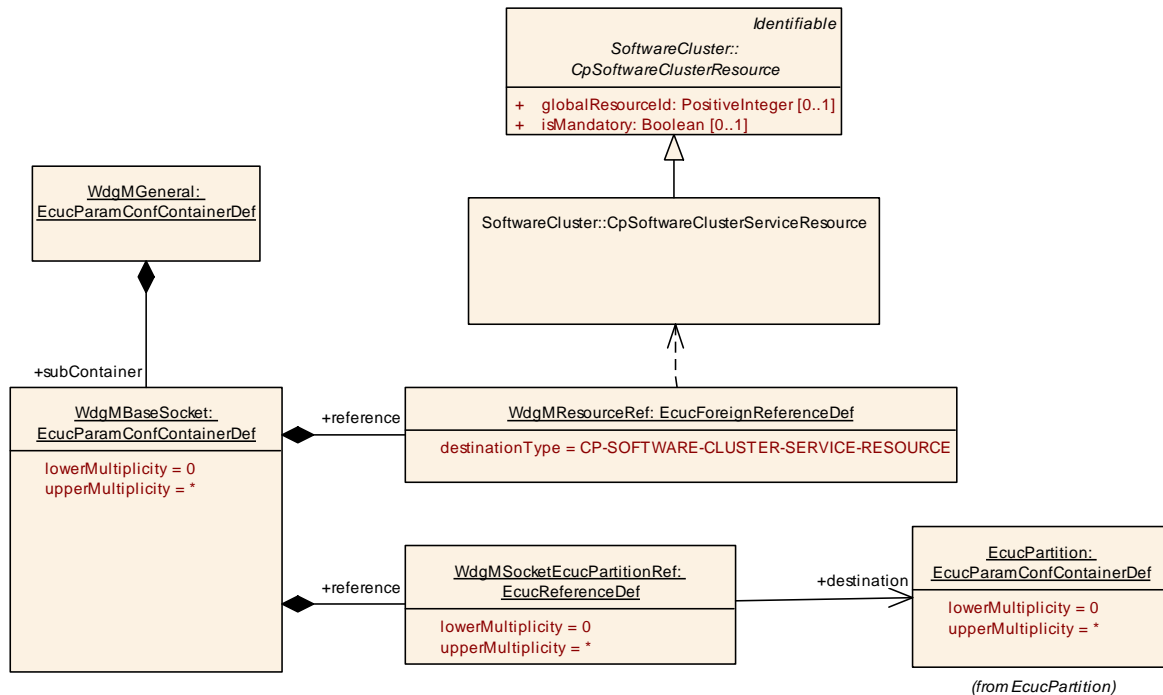 Identifiable
SoftwareCluster::
CpSoftwareClusterResource
+ globalResourceId: PositiveInteger [0..1]
+ isMandatory: Boolean [0..1]
WdgMGeneral:
EcucParamConfContainerDef
SoftwareCluster::CpSoftwareClusterServiceResource
+subContainer
WdgMBaseSocket:
EcucParamConfContainerDef
lowerMultiplicity = 0
upperMultiplicity = *
+reference
WdgMResourceRef: EcucForeignReferenceDef
destinationType = CP-SOFTWARE-CLUSTER-SERVICE-RESOURCE
+reference
WdgMSocketEcucPartitionRef:
EcucReferenceDef
lowerMultiplicity = 0
upperMultiplicity = *
+destination
EcucPartition:
EcucParamConfContainerDef
lowerMultiplicity = 0
upperMultiplicity = *
(from EcucPartition)